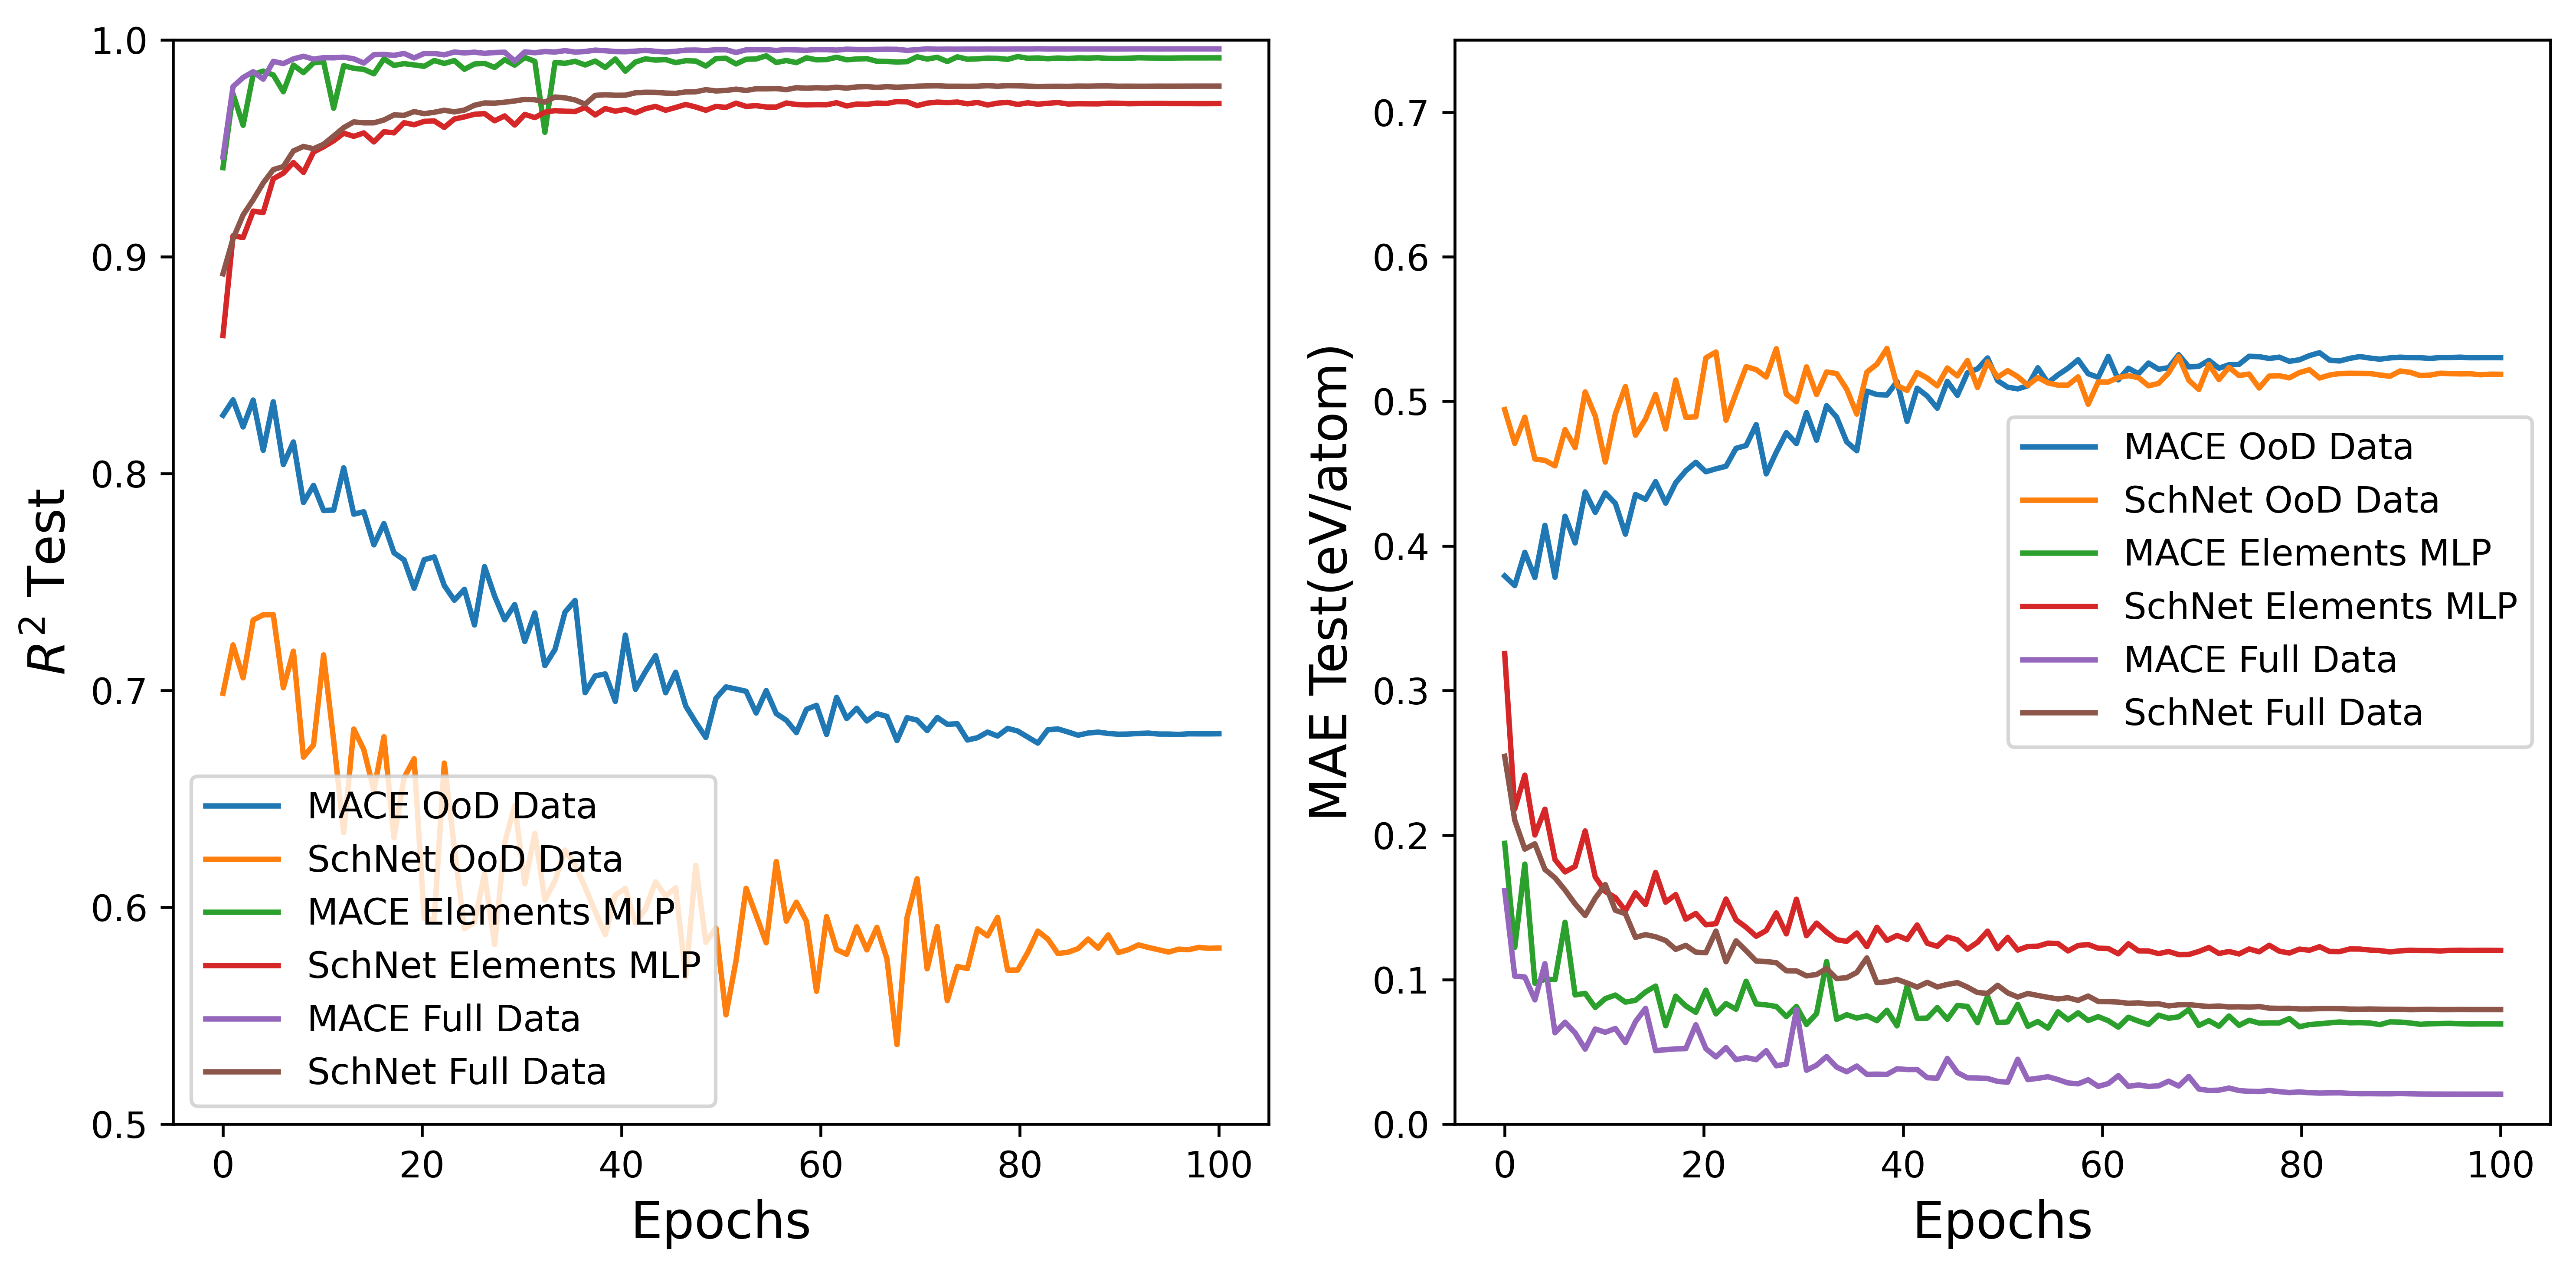 1.0
0.9
0.8
0.7
0.6
0.5
R² Test
0
20
40
60
80
100
Epochs
MACE OoD Data
SchNet OoD Data
MACE Elements MLP
SchNet Elements MLP
MACE Full Data
SchNet Full Data
0.7
0.6
0.5
0.4
0.3
0.2
0.1
0.0
MAE Test(eV/atom)
0
20
40
60
80
100
Epochs
MACE OoD Data
SchNet OoD Data
MACE Elements MLP
SchNet Elements MLP
MACE Full Data
SchNet Full Data